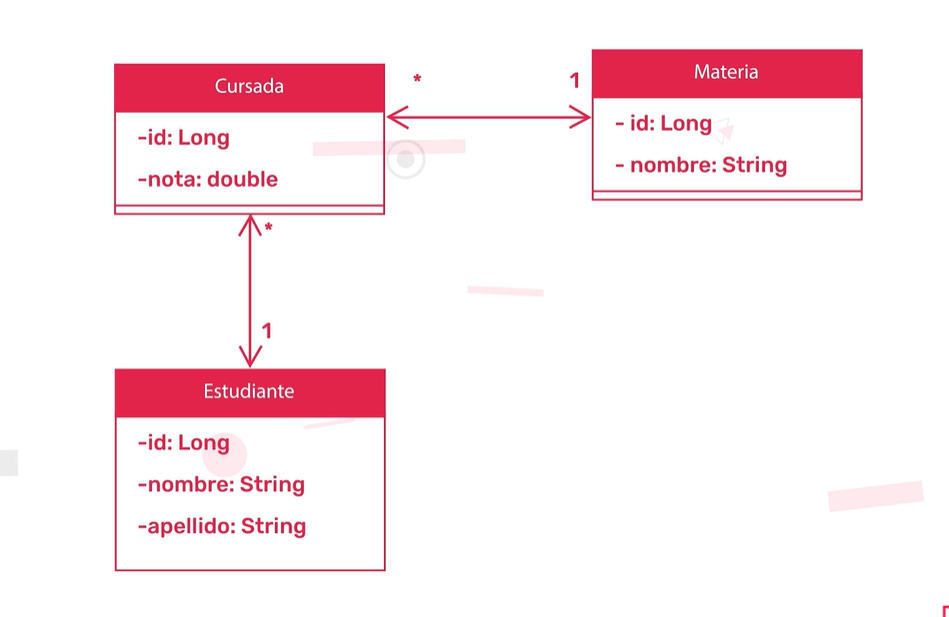 Cursada
-id: Long
-nota: double
*
1
Materia
- id: Long
- nombre: String
*
1
Estudiante
-id: Long
-nombre: String
-apellido: String